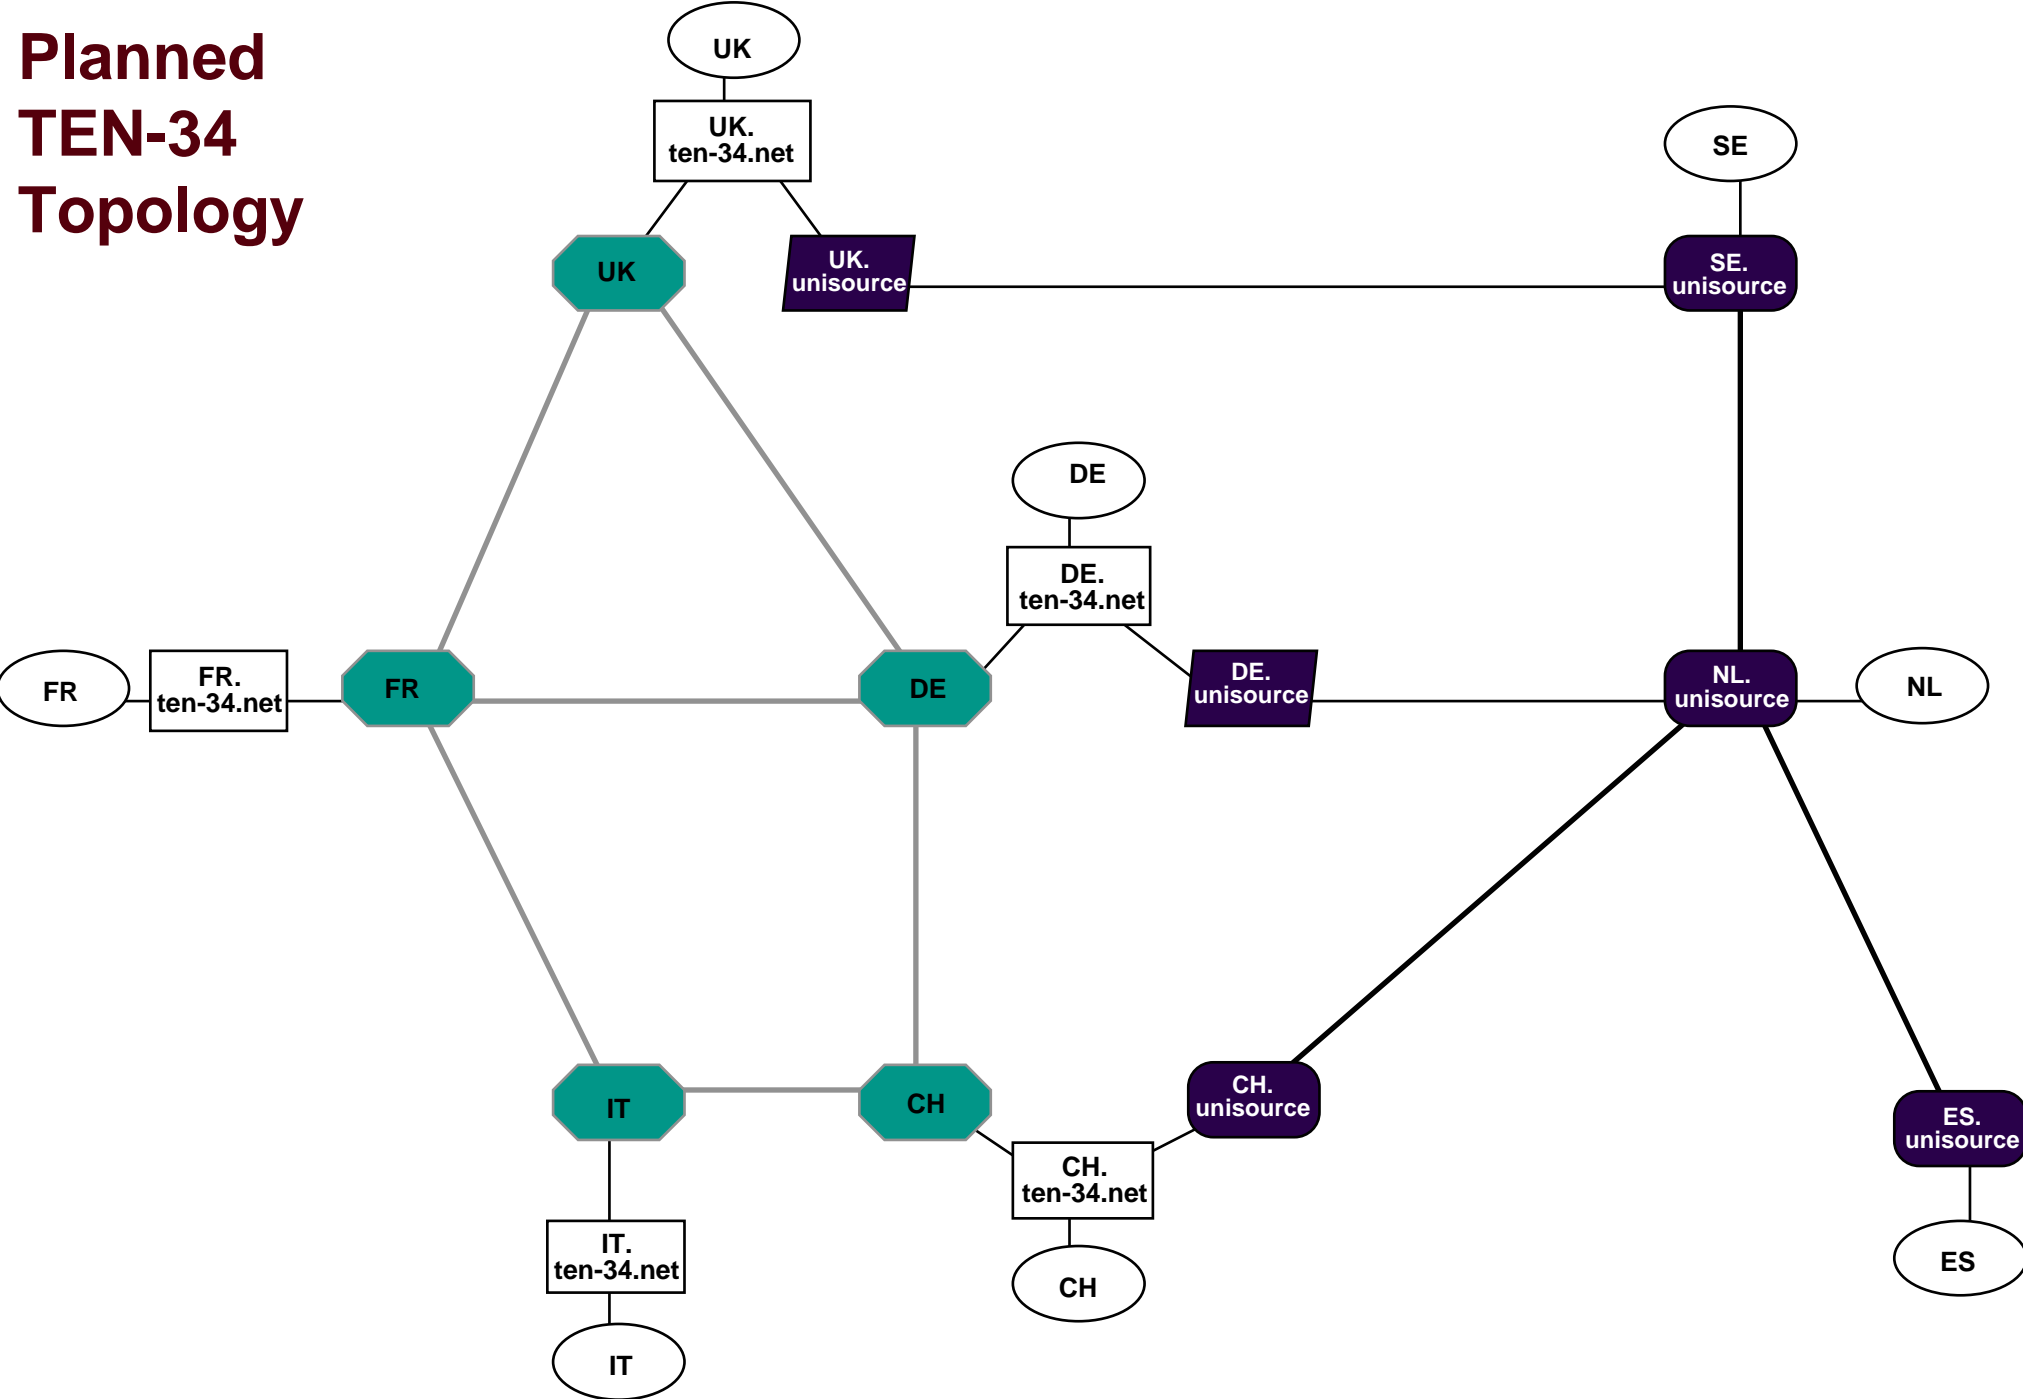 Planned
TEN-34
Topology
UK
UK.
ten-34.net
SE
UK
UK.
unisource
SE.
unisource
DE
DE.
ten-34.net
FR
FR.
ten-34.net
FR
DE
DE.
unisource
NL.
unisource
NL
IT
CH
CH.
unisource
ES.
unisource
CH.
ten-34.net
IT.
ten-34.net
CH
ES
IT